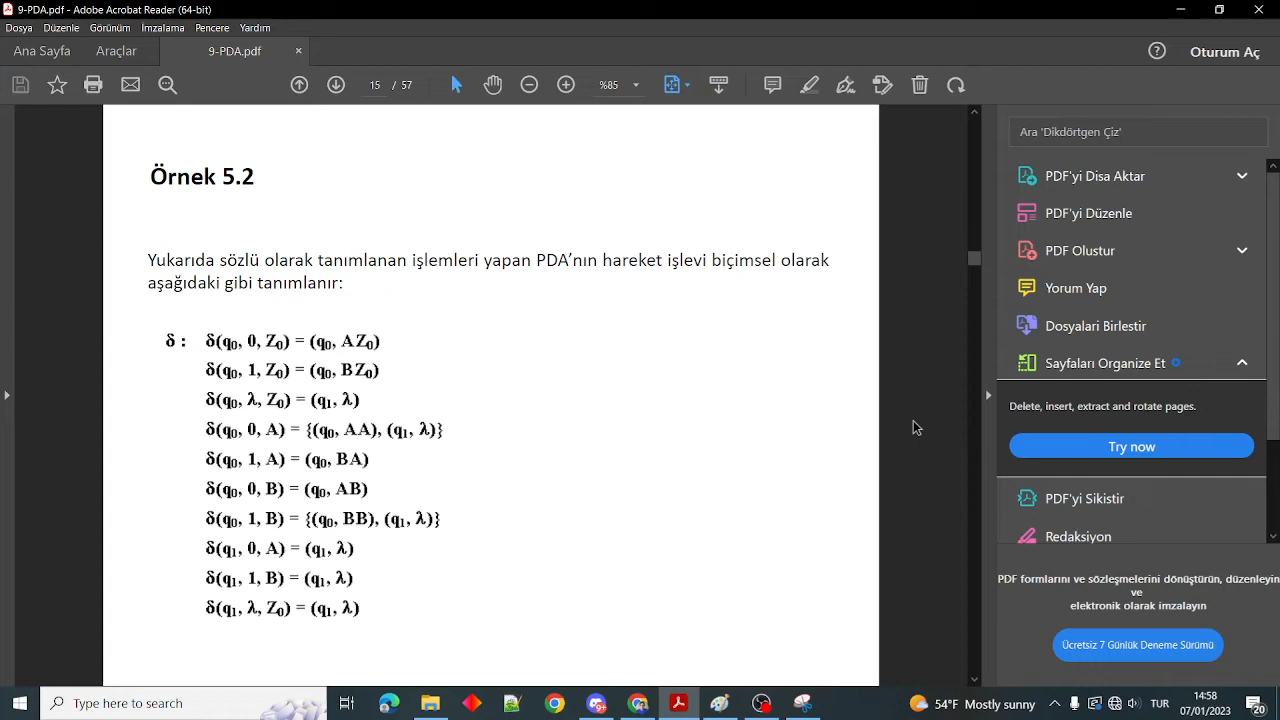 9-PDA.pdf - Adobe Acrobat Reader (64-bit)
Dosya Düzenle Görünüm İmzalama Pencere Yardım
Ana Sayfa Araçlar 9-PDA.pdf × Oturum Aç
15 / 57 %85
Ara 'Dikdörtgen Çiz'
Örnek 5.2
PDF'yi Disa Aktar
PDF'yi Düzenle
Yukarıda sözlü olarak tanımlanan işlemleri yapan PDA'nın hareket işlevi biçimsel olarak
aşağıdaki gibi tanımlanır:
PDF Olustur
Yorum Yap
Dosyalari Birlestir
Sayfaları Organize Et
δ : δ(q₀, 0, Z₀) = (q₀, AZ₀)
δ(q₀, 1, Z₀) = (q₀, BZ₀)
δ(q₀, λ, Z₀) = (q₁, λ)
δ(q₀, 0, A) = {(q₀, AA), (q₁, λ)}
δ(q₀, 1, A) = (q₀, BA)
δ(q₀, 0, B) = (q₀, AB)
δ(q₀, 1, B) = {(q₀, BB), (q₁, λ)}
δ(q₁, 0, A) = (q₁, λ)
δ(q₁, 1, B) = (q₁, λ)
δ(q₁, λ, Z₀) = (q₁, λ)
Delete, insert, extract and rotate pages.
Try now
PDF'yi Sikistir
Redaksiyon
PDF formlarını ve sözleşmelerini dönüştürün, düzenleyin
ve
elektronik olarak imzalayın
Ücretsiz 7 Günlük Deneme Sürümü
Type here to search
54°F Mostly sunny
TUR
14:58
07/01/2023
20